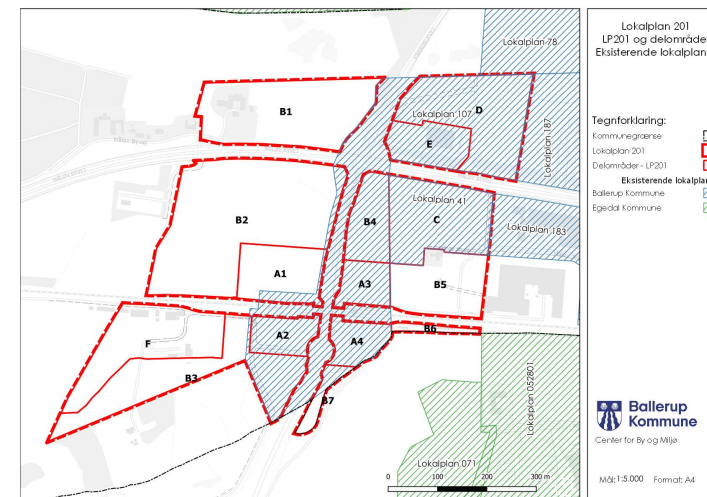 Lokalplan 201
LP201 og delområder
Eksisterende lokalplan
Tegnforklaring:
Kommunegrænse
Lokalplan 201
Delområder - LP201
Eksisterende lokalplan
Ballerup Kommune
Egedal Kommune
Lokalplan 78
B1
Lokalplan 107
D
E
Lokalplan 187
B2
B4
Lokalplan 41
C
Lokalplan 183
A1
A3
B5
F
A2
A4
B6
B3
B7
Lokalplan 052801
Lokalplan 071
0 100 200 300 m
Ballerup
Kommune
Center for By og Miljø
Mål: 1:5.000 Format: A4